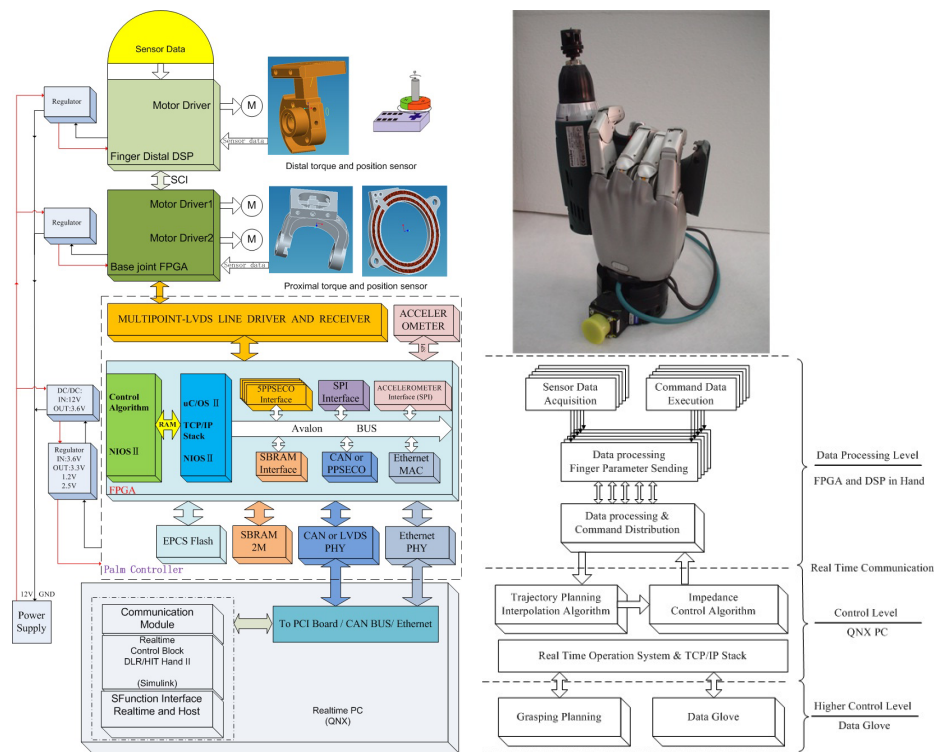 Sensor Data
Regulator
Motor Driver
M
Sensor data
Finger Distal DSP
Distal torque and position sensor
SCI
Motor Driver1
M
Regulator
Motor Driver2
M
Sensor data
Base joint FPGA
Proximal torque and position sensor
MULTIPOINT-LVDS LINE DRIVER AND RECEIVER
ACCELER
OMETER
DC/DC:
IN:12V
OUT:3.6V
Regulator
IN:3.6V
OUT:3.3V
1.2V
2.5V
Control
Algorithm
NIOS II
RAM
uC/OS II
TCP/IP
Stack
NIOS II
5PPSECO
Interface
SPI
Interface
ACCELEROMETER
Interface (SPI)
Avalon BUS
SBRAM
Interface
CAN or
PPSECO
Ethernet
MAC
FPGA
EPCS Flash
SBRAM
2M
CAN or LVDS
PHY
Ethernet
PHY
Palm Controller
12V GND
Power
Supply
Communication
Module
Realtime
Control Block
DLR/HIT Hand II
(Simulink)
SFunction Interface
Realtime and Host
To PCI Board / CAN BUS/ Ethernet
Realtime PC
(QNX)
Sensor Data
Acquisition
Command Data
Execution
Data processing
Finger Parameter Sending
Data processing &
Command Distribution
Data Processing Level
FPGA and DSP in Hand
Real Time Communication
Trajectory Planning
Interpolation Algorithm
Impedance
Control Algorithm
Control Level
QNX PC
Real Time Operation System & TCP/IP Stack
Grasping Planning
Data Glove
Higher Control Level
Data Glove